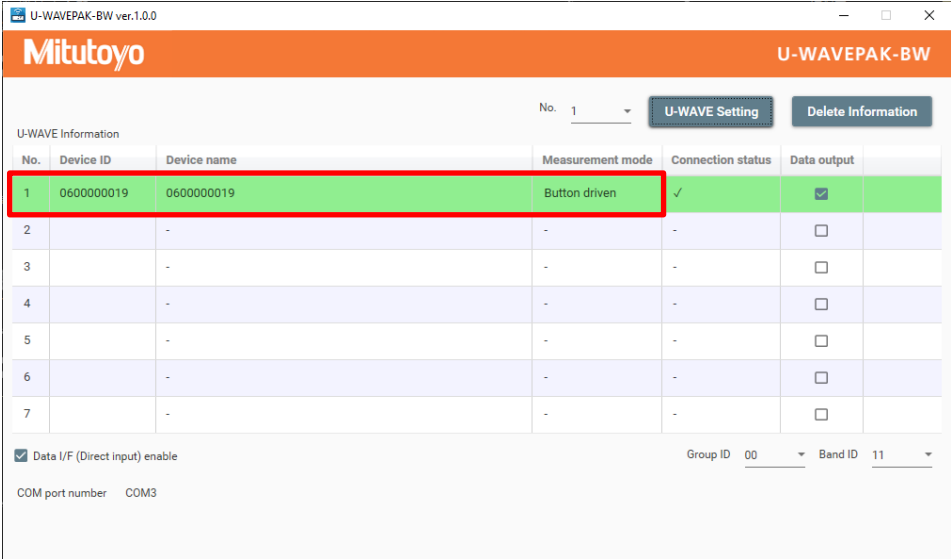 U-WAVEPAK-BW ver.1.0.0
Mitutoyo U-WAVEPAK-BW
No. 1 U-WAVE Setting Delete Information
U-WAVE Information
No. Device ID Device name Measurement mode Connection status Data output
1 0600000019 0600000019 Button driven ✓
2 - - -
3 - - -
4 - - -
5 - - -
6 - - -
7 - - -
Data I/F (Direct input) enable Group ID 00 Band ID 11
COM port number COM3